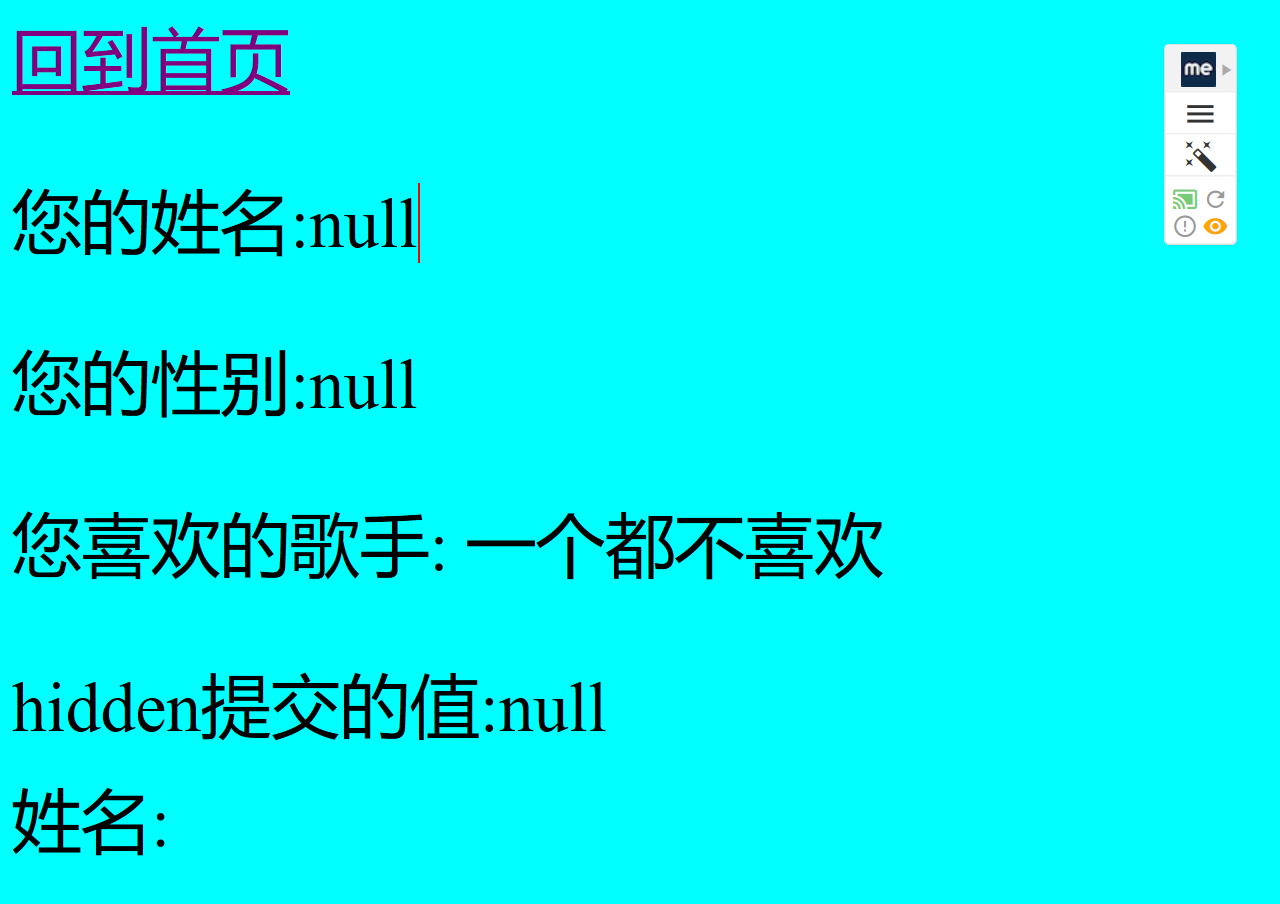 回到首页
me
您的姓名:null
您的性别:null
您喜欢的歌手: 一个都不喜欢
hidden提交的值:null
姓名: